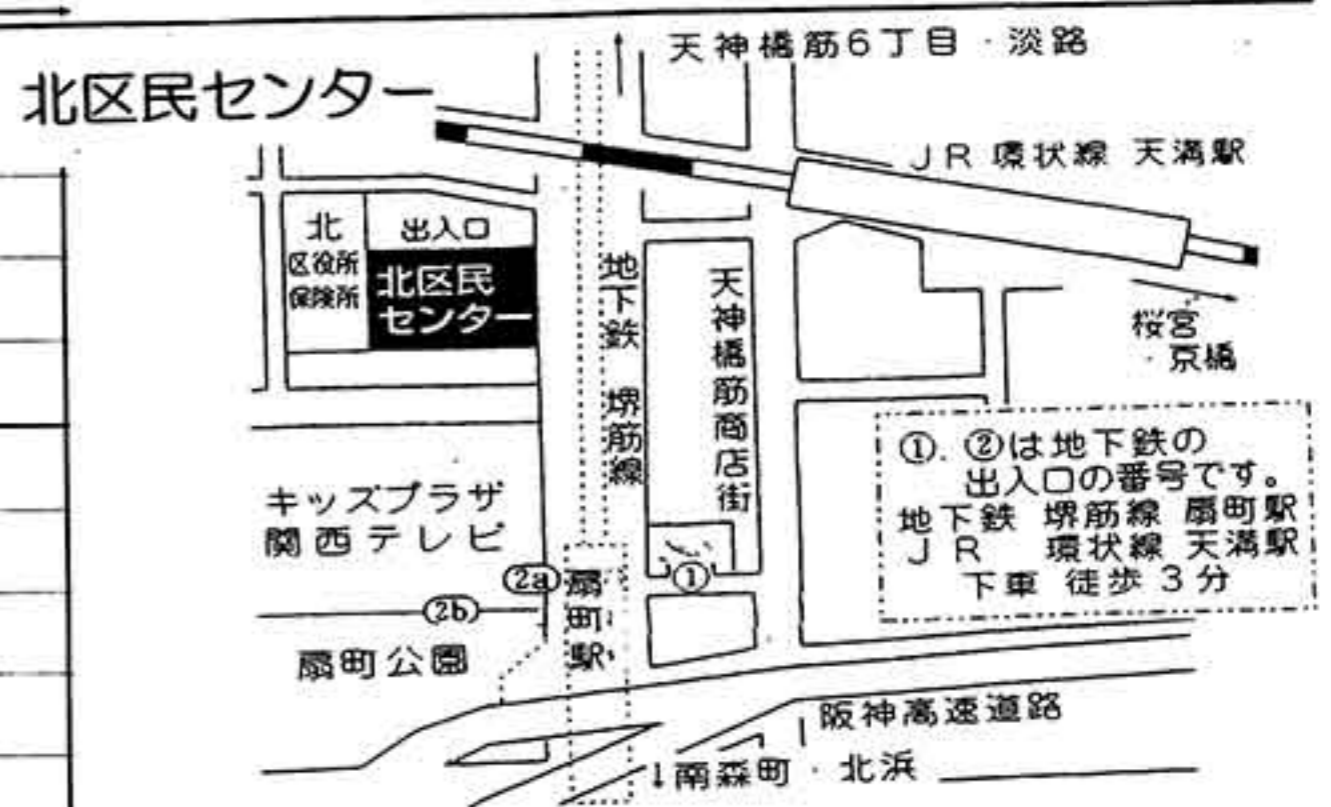 天神橋筋6丁目・淡路
北区民センター
JR環状線 天満駅
北
区役所
保険所
出入口
北区民
センター
地下鉄 堺筋線
天神橋筋商店街
桜宮
・京橋
キッズプラザ
関西テレビ
①.②は地下鉄の
出入口の番号です。
地下鉄 堺筋線 扇町駅
JR 環状線 天満駅
下車 徒歩3分
2a
扇町駅
①
2b
扇町公園
阪神高速道路
↓南森町・北浜